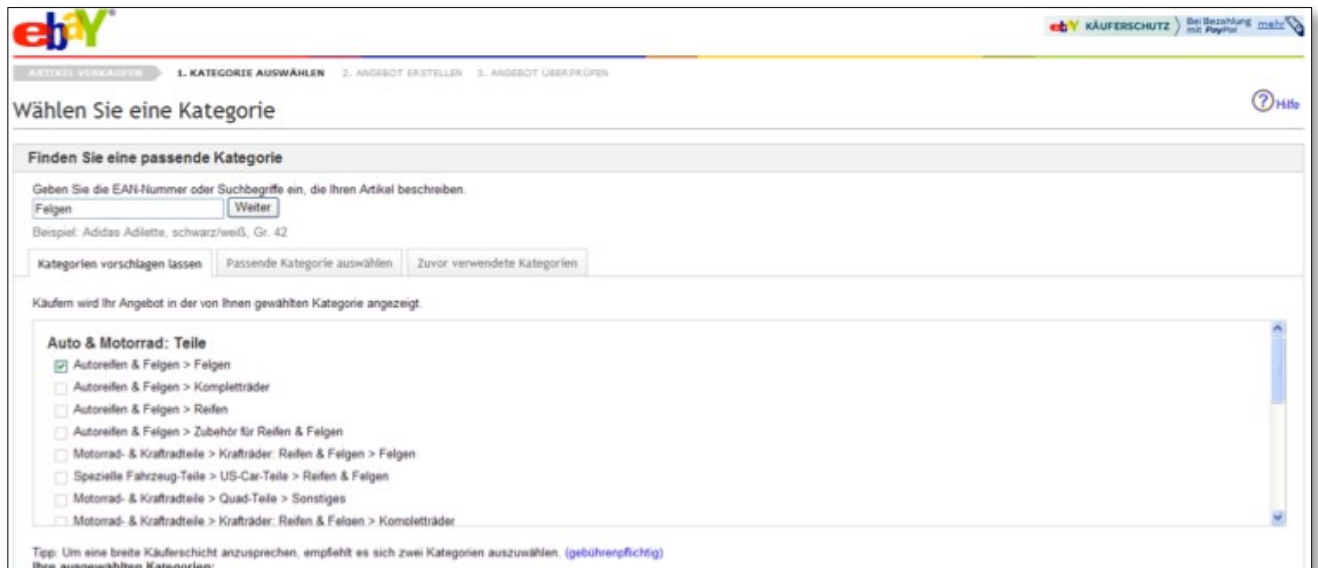 ebaY
ebY KÄUFERSCHUTZ Bei Bezahlung mit PayPal mehr
ARTIKEL VERKAUFEN 1. KATEGORIE AUSWÄHLEN 2. ANGEBOT ERSTELLEN 3. ANGEBOT ÜBERPRÜFEN
Wählen Sie eine Kategorie
? Hilfe
Finden Sie eine passende Kategorie
Geben Sie die EAN-Nummer oder Suchbegriffe ein, die Ihren Artikel beschreiben.
Felgen Weiter
Beispiel: Adidas Adilette, schwarz/weiß, Gr. 42
Kategorien vorschlagen lassen Passende Kategorie auswählen Zuvor verwendete Kategorien
Käufern wird Ihr Angebot in der von Ihnen gewählten Kategorie angezeigt.
Auto & Motorrad: Teile
Autoreifen & Felgen > Felgen
Autoreifen & Felgen > Kompletträder
Autoreifen & Felgen > Reifen
Autoreifen & Felgen > Zubehör für Reifen & Felgen
Motorrad- & Kraftradteile > Krafträder: Reifen & Felgen > Felgen
Spezielle Fahrzeug-Teile > US-Car-Teile > Reifen & Felgen
Motorrad- & Kraftradteile > Quad-Teile > Sonstiges
Motorrad- & Kraftradteile > Krafträder: Reifen & Felgen > Kompletträder
Tipp: Um eine breite Käuferschicht anzusprechen, empfiehlt es sich zwei Kategorien auszuwählen. (gebührenpflichtig)
Ihre ausgewählten Kategorien: